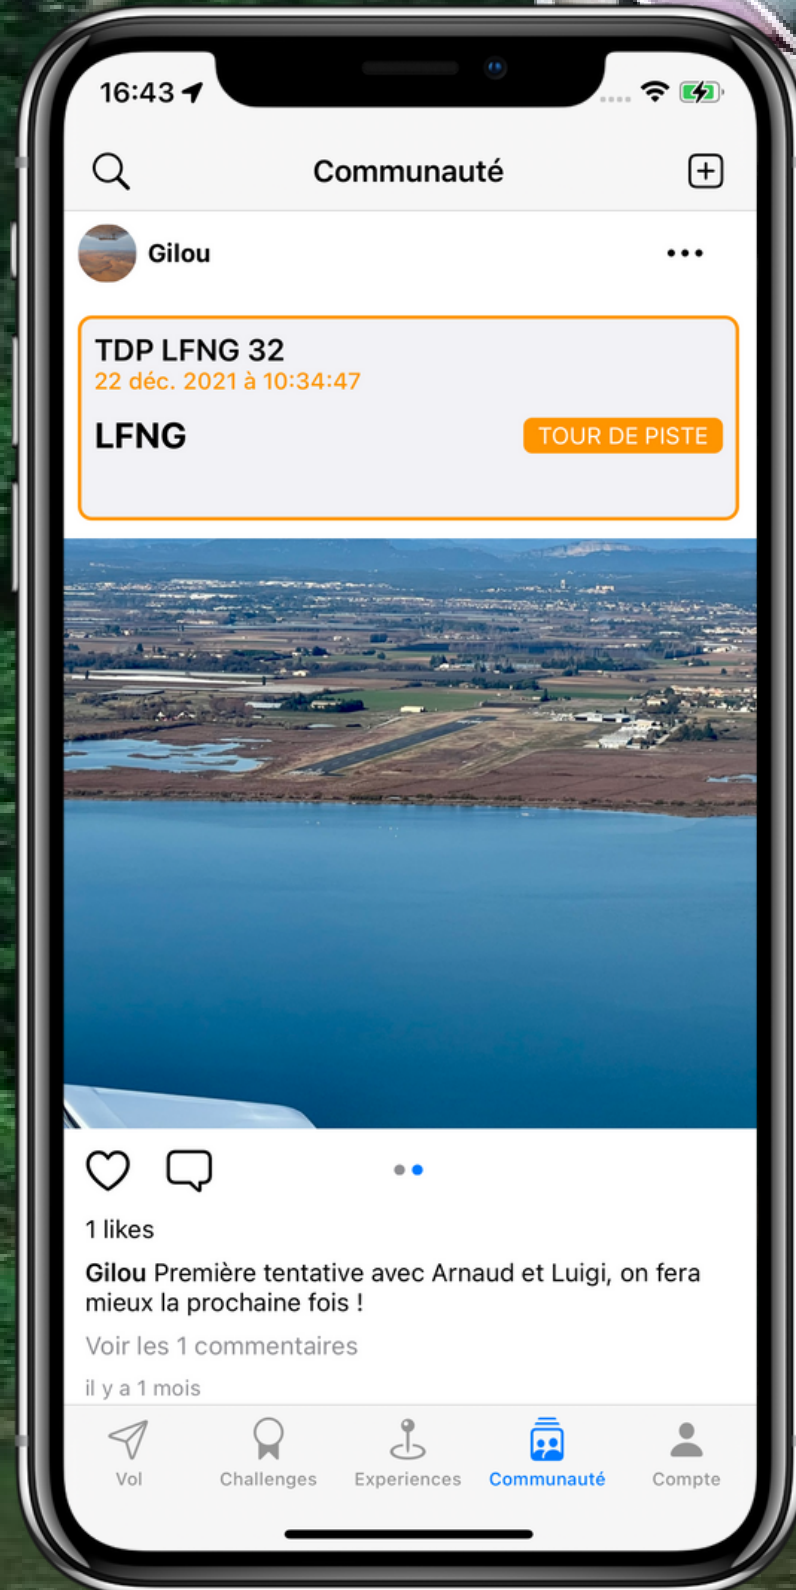 16:43
Communauté
Gilou
TDP LFNG 32
22 déc. 2021 à 10:34:47
LFNG
TOUR DE PISTE
1 likes
Gilou Première tentative avec Arnaud et Luigi, on fera
mieux la prochaine fois !
Voir les 1 commentaires
il y a 1 mois
Vol Challenges Experiences Communauté Compte